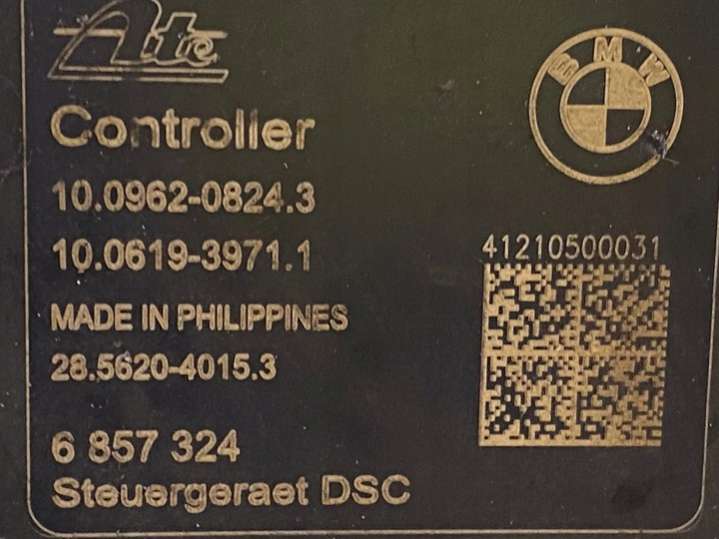 Ate
BMW
Controller
10.0962-0824.3
10.0619-3971.1
41210500031
MADE IN PHILIPPINES
28.5620-4015.3
6 857 324
Steuergeraet DSC